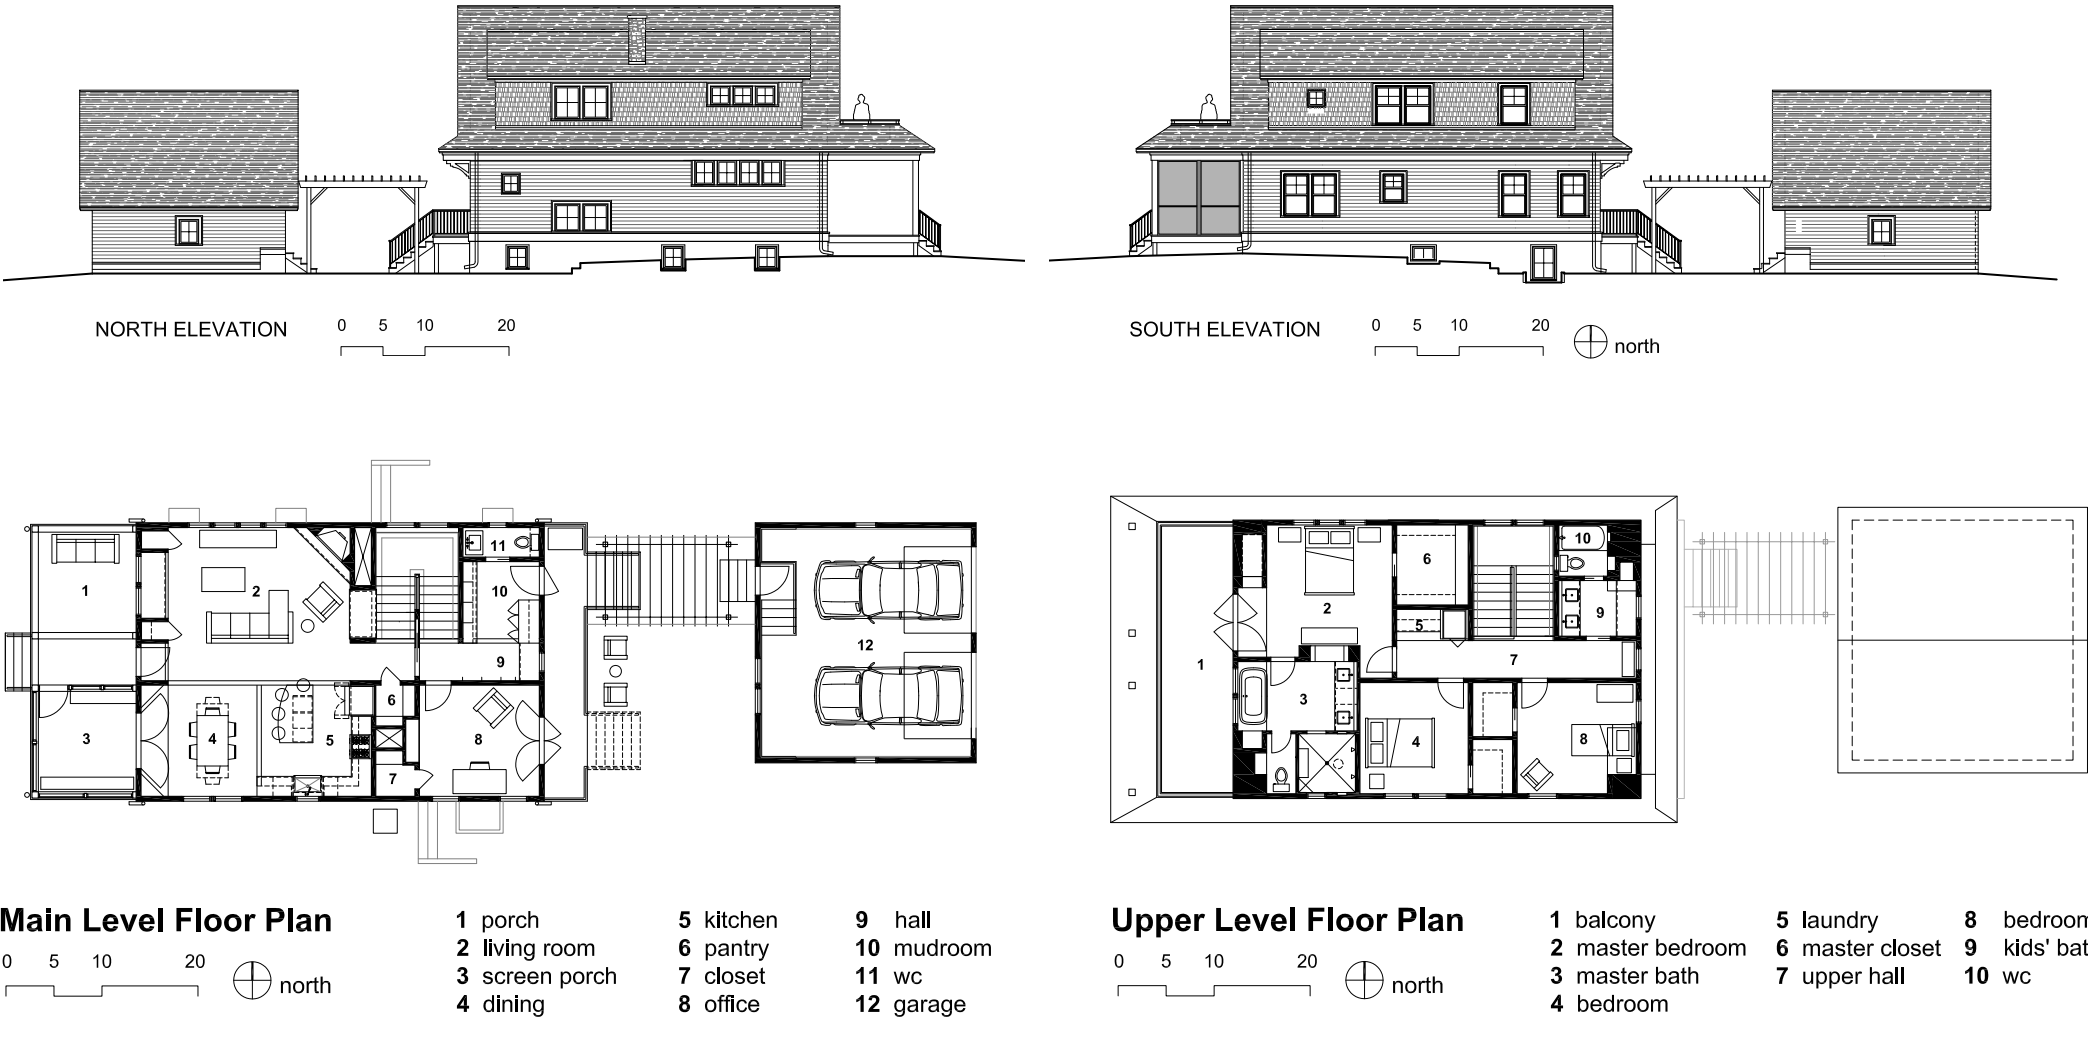 NORTH ELEVATION
0 5 10 20
SOUTH ELEVATION
0 5 10 20
north
1
2
3
4
5
6
7
8
9
10
11
12
1
2
3
4
5
6
7
8
9
10
Main Level Floor Plan
0 5 10 20
north
1 porch
2 living room
3 screen porch
4 dining
5 kitchen
6 pantry
7 closet
8 office
9 hall
10 mudroom
11 wc
12 garage
Upper Level Floor Plan
0 5 10 20
north
1 balcony
2 master bedroom
3 master bath
4 bedroom
5 laundry
6 master closet
7 upper hall
8 bedroom
9 kids' bat
10 wc